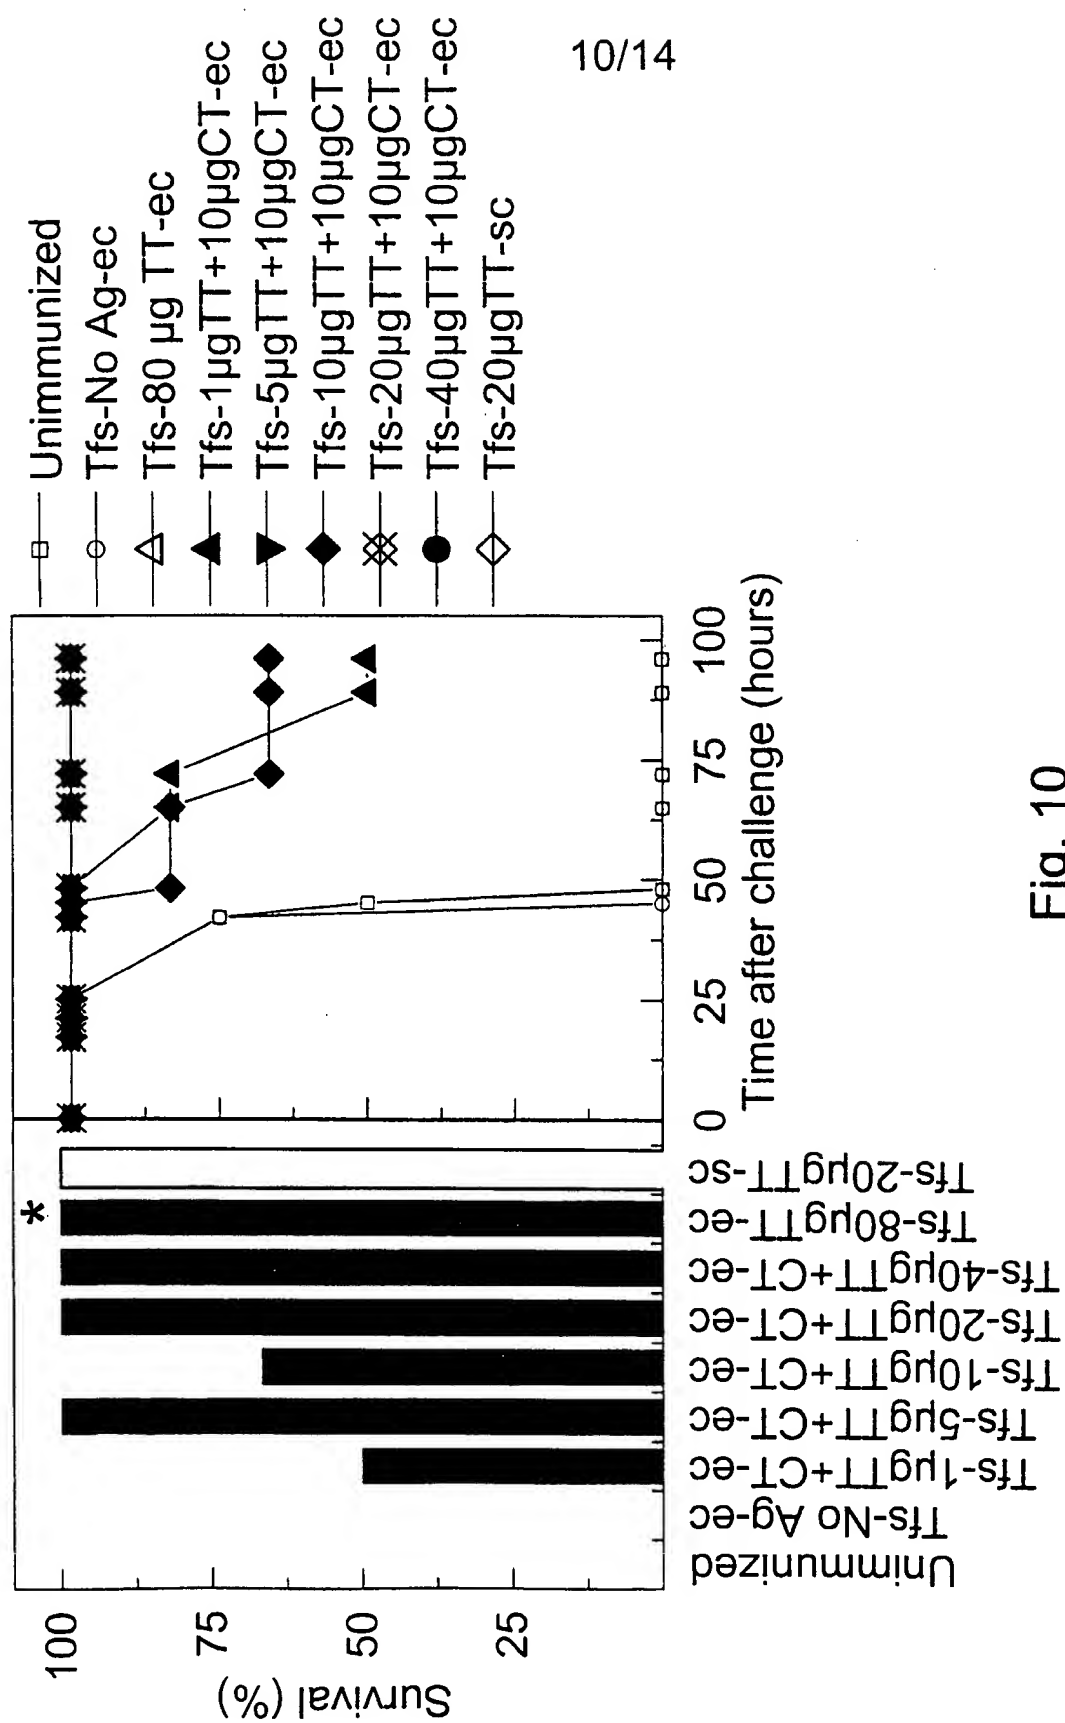 10/14
Survival (%)
100
75
50
25
*
Unimmunized
Tfs-No Ag-ec
Tfs-1µgTT+CT-ec
Tfs-5µgTT+CT-ec
Tfs-10µgTT+CT-ec
Tfs-20µgTT+CT-ec
Tfs-40µgTT+CT-ec
Tfs-80µgTT-ec
Tfs-20µgTT-sc
0
25
50
75
100
Time after challenge (hours)
Unimmunized
Tfs-No Ag-ec
Tfs-80 µg TT-ec
Tfs-1µgTT+10µgCT-ec
Tfs-5µgTT+10µgCT-ec
Tfs-10µgTT+10µgCT-ec
Tfs-20µgTT+10µgCT-ec
Tfs-40µgTT+10µgCT-ec
Tfs-20µgTT-sc
Fig. 10